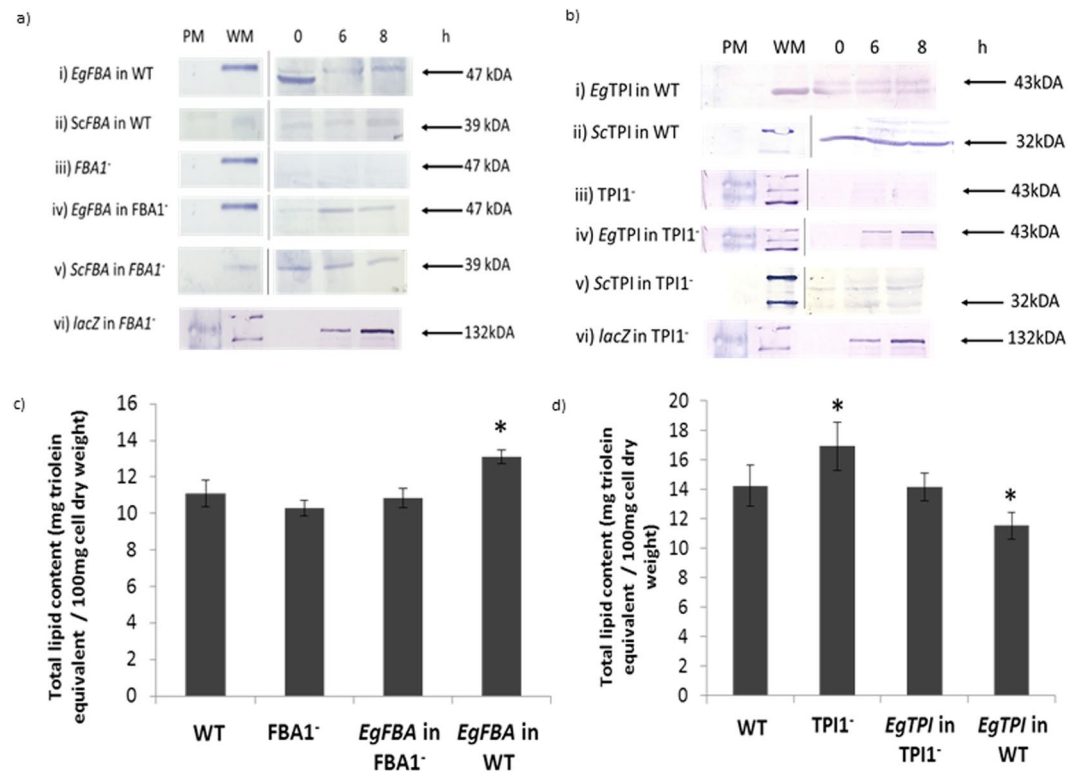 a)
PM WM 0 6 8 h
i) EgFBA in WT 47 kDA
ii) ScFBA in WT 39 kDA
iii) FBA1⁻ 47 kDA
iv) EgFBA in FBA1⁻ 47 kDA
v) ScFBA in FBA1⁻ 39 kDA
vi) lacZ in FBA1⁻ 132kDA
b)
PM WM 0 6 8 h
i) EgTPI in WT 43kDA
ii) ScTPI in WT 32kDA
iii) TPI1⁻ 43kDA
iv) EgTPI in TPI1⁻ 43kDA
v) ScTPI in TPI1⁻ 32kDA
vi) lacZ in TPI1⁻ 132kDA
c)
Total lipid content (mg triolein
equivalent / 100mg cell dry weight)
16
14
12
10
8
6
4
2
0
*
WT FBA1⁻ EgFBA in EgFBA in
FBA1⁻ WT
d)
Total lipid content (mg triolein
equivalent / 100mg cell dry
weight)
20
18
16
14
12
10
8
6
4
2
0
*
*
WT TPI1⁻ EgTPI in EgTPI in
TPI1⁻ WT